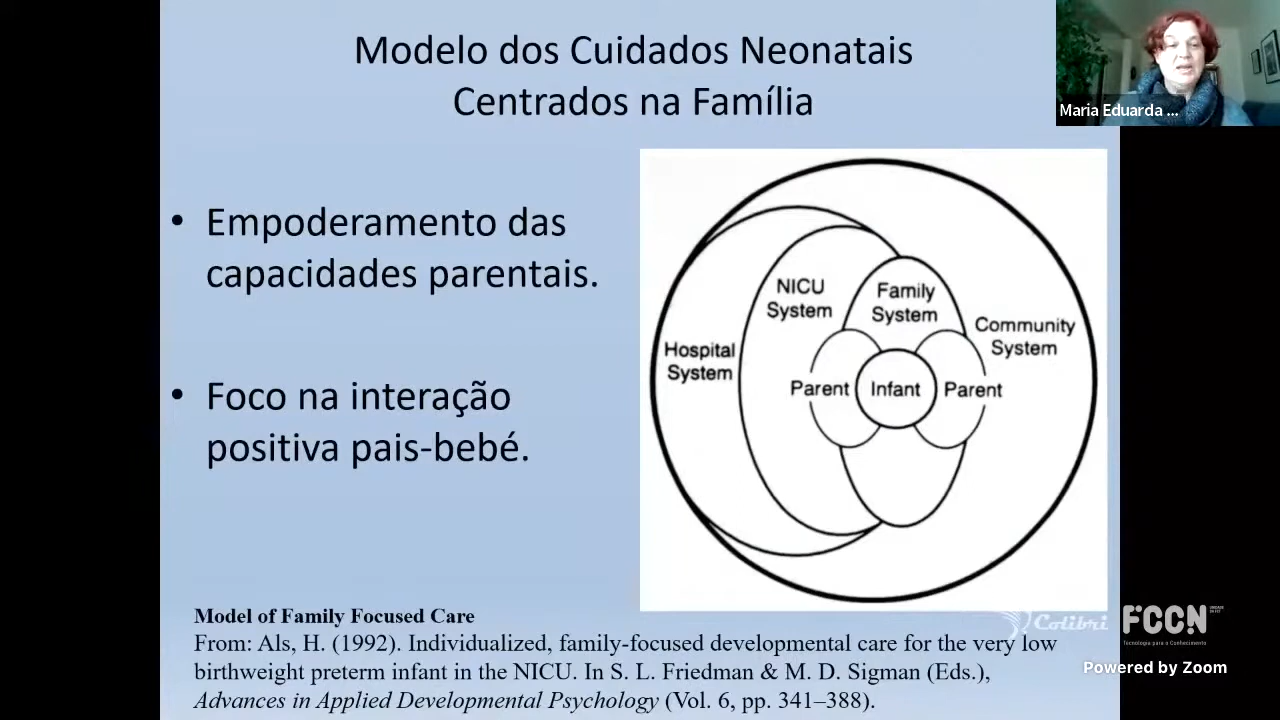 Modelo dos Cuidados Neonatais
Centrados na Família
Maria Eduarda ...
• Empoderamento das
capacidades parentais.
• Foco na interação
positiva pais-bebé.
NICU
System
Family
System
Community
System
Hospital
System
Parent
Infant
Parent
Model of Family Focused Care
From: Als, H. (1992). Individualized, family-focused developmental care for the very low
birthweight preterm infant in the NICU. In S. L. Friedman & M. D. Sigman (Eds.),
Advances in Applied Developmental Psychology (Vol. 6, pp. 341–388).
Colibri
FCCN
Tecnologia para o Conhecimento
Powered by Zoom